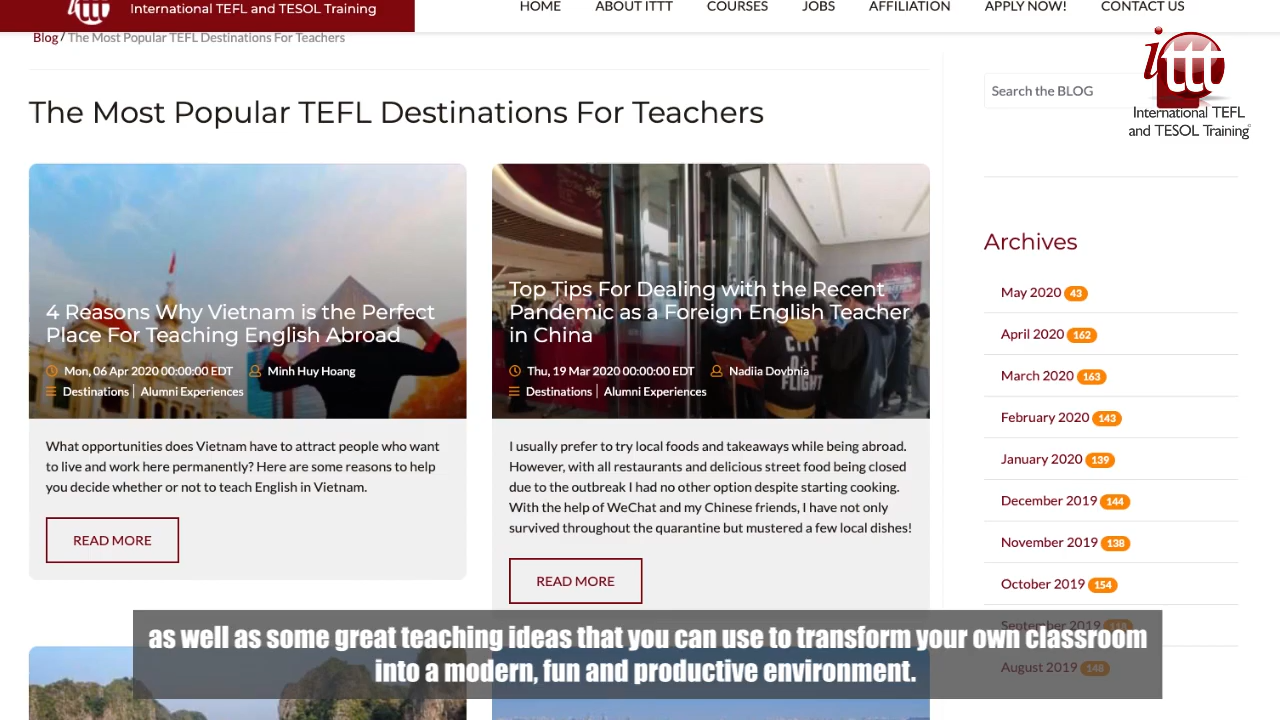 International TEFL and TESOL Training
HOME ABOUT ITTT COURSES JOBS AFFILIATION APPLY NOW! CONTACT US
Blog / The Most Popular TEFL Destinations For Teachers
ittt
International TEFL
and TESOL Training
Search the BLOG
The Most Popular TEFL Destinations For Teachers
4 Reasons Why Vietnam is the Perfect
Place For Teaching English Abroad
Mon, 06 Apr 2020 00:00:00 EDT Minh Huy Hoang
Destinations | Alumni Experiences
What opportunities does Vietnam have to attract people who want
to live and work here permanently? Here are some reasons to help
you decide whether or not to teach English in Vietnam.
READ MORE
Top Tips For Dealing with the Recent
Pandemic as a Foreign English Teacher
in China
CITY
OF
FLIGHT
Thu, 19 Mar 2020 00:00:00 EDT Nadiia Dovbnia
Destinations | Alumni Experiences
I usually prefer to try local foods and takeaways while being abroad.
However, with all restaurants and delicious street food being closed
due to the outbreak I had no other option despite starting cooking.
With the help of WeChat and my Chinese friends, I have not only
survived throughout the quarantine but mustered a few local dishes!
READ MORE
Archives
May 2020 43
April 2020 162
March 2020 163
February 2020 143
January 2020 139
December 2019 144
November 2019 138
October 2019 154
September 2019
August 2019 148
as well as some great teaching ideas that you can use to transform your own classroom
into a modern, fun and productive environment.